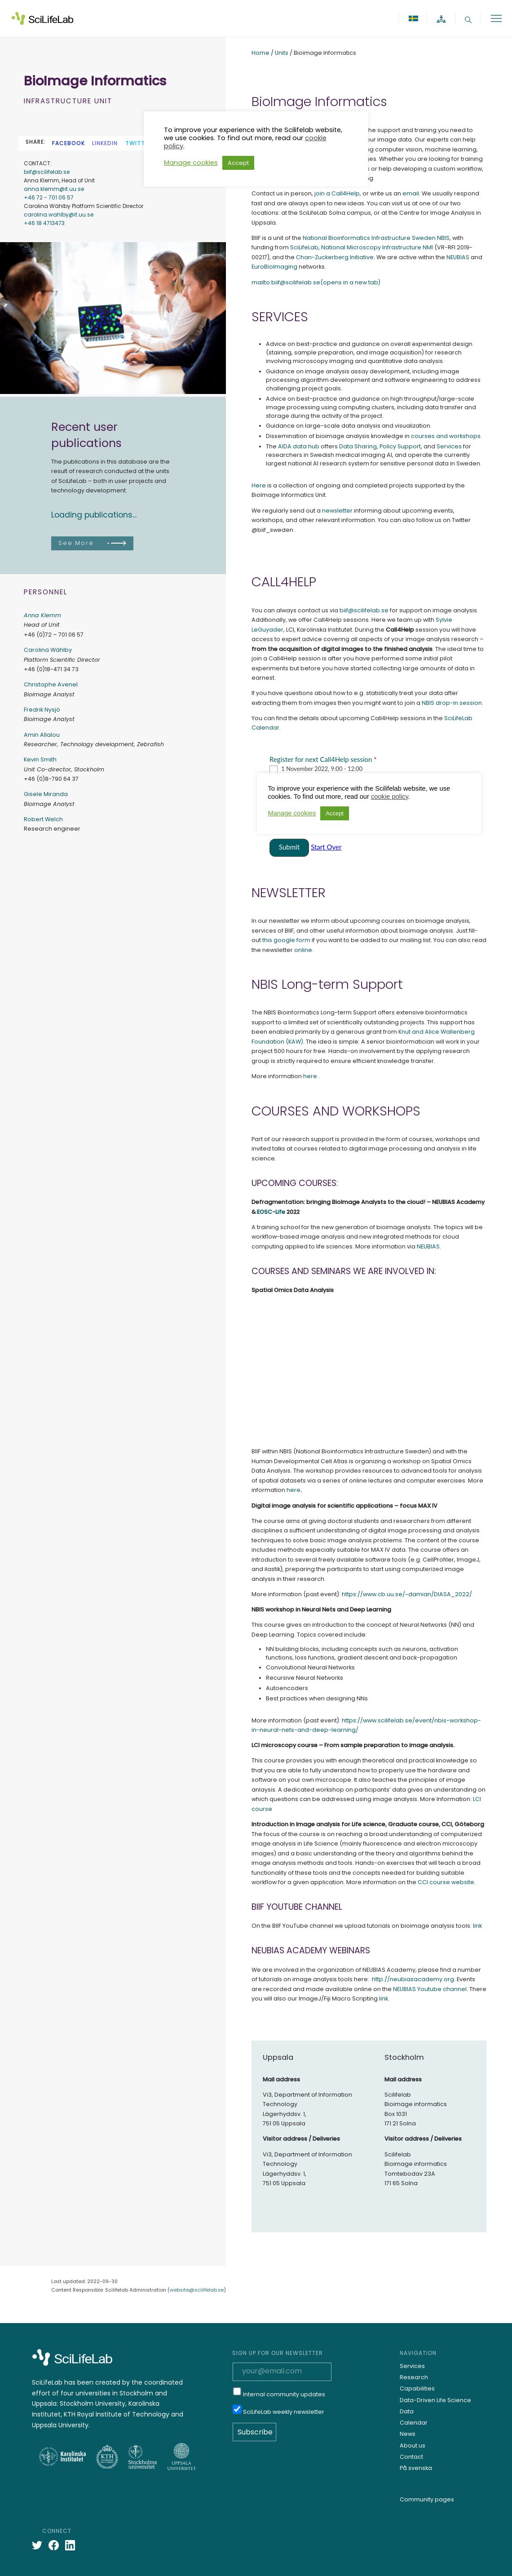 SciLifeLab
Home / Units / Bioimage Informatics
BioImage Informatics
INFRASTRUCTURE UNIT
SHARE: FACEBOOK LINKEDIN TWITT
CONTACT:
biif@scilifelab.se
Anna Klemm, Head of Unit
anna.klemm@it.uu.se
+46 72 - 701 06 57
Carolina Wählby Platform Scientific Director
carolina.wahlby@it.uu.se
+46 18 4713473
Recent user
publications
The publications in this database are the
result of research conducted at the units
of SciLifeLab – both in user projects and
technology development.
Loading publications...
See More
PERSONNEL
Anna Klemm
Head of Unit
+46 (0)72 – 701 06 57
Carolina Wählby
Platform Scientific Director
+46 (0)18-471 34 73
Christophe Avenel
Bioimage Analyst
Fredrik Nysjö
Bioimage Analyst
Amin Allalou
Researcher, Technology development, Zebrafish
Kevin Smith
Unit Co-director, Stockholm
+46 (0)8-790 64 37
Gisele Miranda
Bioimage Analyst
Robert Welch
Research engineer
BioImage Informatics
To improve your experience with the Scilifelab website,
we use cookies. To find out more, read our cookie
policy.
Manage cookies Accept
the support and training you need to
our image data. Our experts can help
ng computer vision, machine learning,
ges. Whether you are looking for training
s or help developing a custom workflow,
ng.
Contact us in person, join a Call4Help, or write us an email. We respond
fast and are always curious to hear new ideas. You can visit us at one of our two
locations: at the SciLifeLab Solna campus, or at the Centre for Image Analysis in
Uppsala.
BIIF is a unit of the National Bioinformatics Infrastructure Sweden NBIS, with
funding from SciLifeLab, National Microscopy Infrastructure NMI (VR-RFI 2019-
00217), and the Chan-Zuckerberg Initiative. We are active within the NEUBIAS and
EuroBioImaging networks.
mailto:biif@scilifelab.se(opens in a new tab)
SERVICES
• Advice on best-practice and guidance on overall experimental design
(staining, sample preparation, and image acquisition) for research
involving microscopy imaging and quantitative data analysis.
• Guidance on image analysis assay development, including image
processing algorithm development and software engineering to address
challenging project goals.
• Advice on best-practice and guidance on high throughput/large-scale
image processing using computing clusters, including data transfer and
storage during the activity of the project.
• Guidance on large-scale data analysis and visualization.
• Dissemination of bioimage analysis knowledge in courses and workshops.
• The AIDA data hub offers Data Sharing, Policy Support, and Services for
researchers in Swedish medical imaging AI, and operate the currently
largest national AI research system for sensitive personal data in Sweden.
Here is a collection of ongoing and completed projects supported by the
BioImage Informatics Unit.
We regularly send out a newsletter informing about upcoming events,
workshops, and other relevant information. You can also follow us on Twitter
@biif_sweden .
CALL4HELP
You can always contact us via biif@scilifelab.se for support on image analysis.
Additionally, we offer Call4Help sessions. Here we team up with Sylvie
LeGuyader, LCI, Karolinska Institutet. During the Call4Help session you will have
access to expert advice covering all aspects of your image analysis research –
from the acquisition of digital images to the finished analysis. The ideal time to
join a Call4Help session is after you have performed some initial pilot
experiments but early enough that established protocols have not been set in
cement.
If you have questions about how to e.g. statistically treat your data after
extracting them from images then you might want to join a NBIS drop-in session.
You can find the details about upcoming Call4Help sessions in the SciLifeLab
Calendar.
Register for next Call4Help session *
1 November 2022, 9:00 - 12:00
To improve your experience with the Scilifelab website, we use
cookies. To find out more, read our cookie policy.
Manage cookies Accept
Submit Start Over
NEWSLETTER
In our newsletter we inform about upcoming courses on bioimage analysis,
services of BIIF, and other useful information about bioimage analysis. Just fill-
out this google form if you want to be added to our mailing list. You can also read
the newsletter online.
NBIS Long-term Support
The NBIS Bioinformatics Long-term Support offers extensive bioinformatics
support to a limited set of scientifically outstanding projects. This support has
been enabled primarily by a generous grant from Knut and Alice Wallenberg
Foundation (KAW). The idea is simple: A senior bioinformatician will work in your
project 500 hours for free. Hands-on involvement by the applying research
group is strictly required to ensure efficient knowledge transfer.
More information here .
COURSES AND WORKSHOPS
Part of our research support is provided in the form of courses, workshops and
invited talks at courses related to digital image processing and analysis in life
science.
UPCOMING COURSES:
Defragmentation: bringing BioImage Analysts to the cloud! – NEUBIAS Academy
& EOSC-Life 2022
A training school for the new generation of bioimage analysts. The topics will be
workflow-based image analysis and new integrated methods for cloud
computing applied to life sciences. More information via NEUBIAS.
COURSES AND SEMINARS WE ARE INVOLVED IN:
Spatial Omics Data Analysis
BIIF within NBIS (National Bioinformatics Infrastructure Sweden) and with the
Human Developmental Cell Atlas is organizing a workshop on Spatial Omics
Data Analysis. The workshop provides resources to advanced tools for analysis
of spatial datasets via a series of online lectures and computer exercises. More
information here.
Digital image analysis for scientific applications – focus MAX IV
The course aims at giving doctoral students and researchers from different
disciplines a sufficient understanding of digital image processing and analysis
techniques to solve basic image analysis problems. The content of the course
includes methods especially suitable for MAX IV data. The course offers an
introduction to several freely available software tools (e.g. CellProfiler, ImageJ,
and ilastik), preparing the participants to start using computerized image
analysis in their research.
More information (past event): https://www.cb.uu.se/~damian/DIASA_2022/
NBIS workshop in Neural Nets and Deep Learning
This course gives an introduction to the concept of Neural Networks (NN) and
Deep Learning. Topics covered include:
• NN building blocks, including concepts such as neurons, activation
functions, loss functions, gradient descent and back-propagation
• Convolutional Neural Networks
• Recursive Neural Networks
• Autoencoders
• Best practices when designing NNs
More information (past event): https://www.scilifelab.se/event/nbis-workshop-
in-neural-nets-and-deep-learning/
LCI microscopy course – From sample preparation to image analysis.
This course provides you with enough theoretical and practical knowledge so
that you are able to fully understand how to properly use the hardware and
software on your own microscope. It also teaches the principles of image
anlaysis. A dedicated workshop on participants' data gives an understanding on
which questions can be addressed using image analysis: More Information: LCI
course
Introduction in Image analysis for Life science, Graduate course, CCI, Göteborg
The focus of the course is on reaching a broad understanding of computerized
image analysis in Life Science (mainly fluorescence and electron microscopy
images) and a basic understanding of the theory and algorithms behind the
image analysis methods and tools. Hands-on exercises that will teach a broad
functionality of these tools and the concepts needed for building suitable
workflow for a given application. More information on the CCI course website.
BIIF YOUTUBE CHANNEL
On the BIIF YouTube channel we upload tutorials on bioimage analysis tools: link
NEUBIAS ACADEMY WEBINARS
We are involved in the organization of NEUBIAS Academy, please find a number
of tutorials on image analysis tools here: http://neubiasacademy.org. Events
are recorded and made available online on the NEUBIAS Youtube channel. There
you will also our ImageJ/Fiji Macro Scripting link.
Uppsala
Mail address
Vi3, Department of Information
Technology
Lägerhyddsv. 1,
751 05 Uppsala
Visitor address / Deliveries
Vi3, Department of Information
Technology
Lägerhyddsv. 1,
751 05 Uppsala
Stockholm
Mail address
Scilifelab
Bioimage informatics
Box 1031
171 21 Solna
Visitor address / Deliveries
Scilifelab
Bioimage informatics
Tomtebodav 23A
171 65 Solna
Last updated: 2022-09-30
Content Responsible: Scilifelab Administration (website@scilifelab.se)
SciLifeLab
SciLifeLab has been created by the coordinated
effort of four universities in Stockholm and
Uppsala: Stockholm University, Karolinska
Institutet, KTH Royal Institute of Technology and
Uppsala University.
Karolinska Institutet
KTH
Stockholms universitet
UPPSALA UNIVERSITET
CONNECT
SIGN UP FOR OUR NEWSLETTER
your@email.com
Internal community updates
SciLifeLab weekly newsletter
Subscribe
NAVIGATION
Services
Research
Capabilities
Data-Driven Life Science
Data
Calendar
News
About us
Contact
På svenska
Community pages